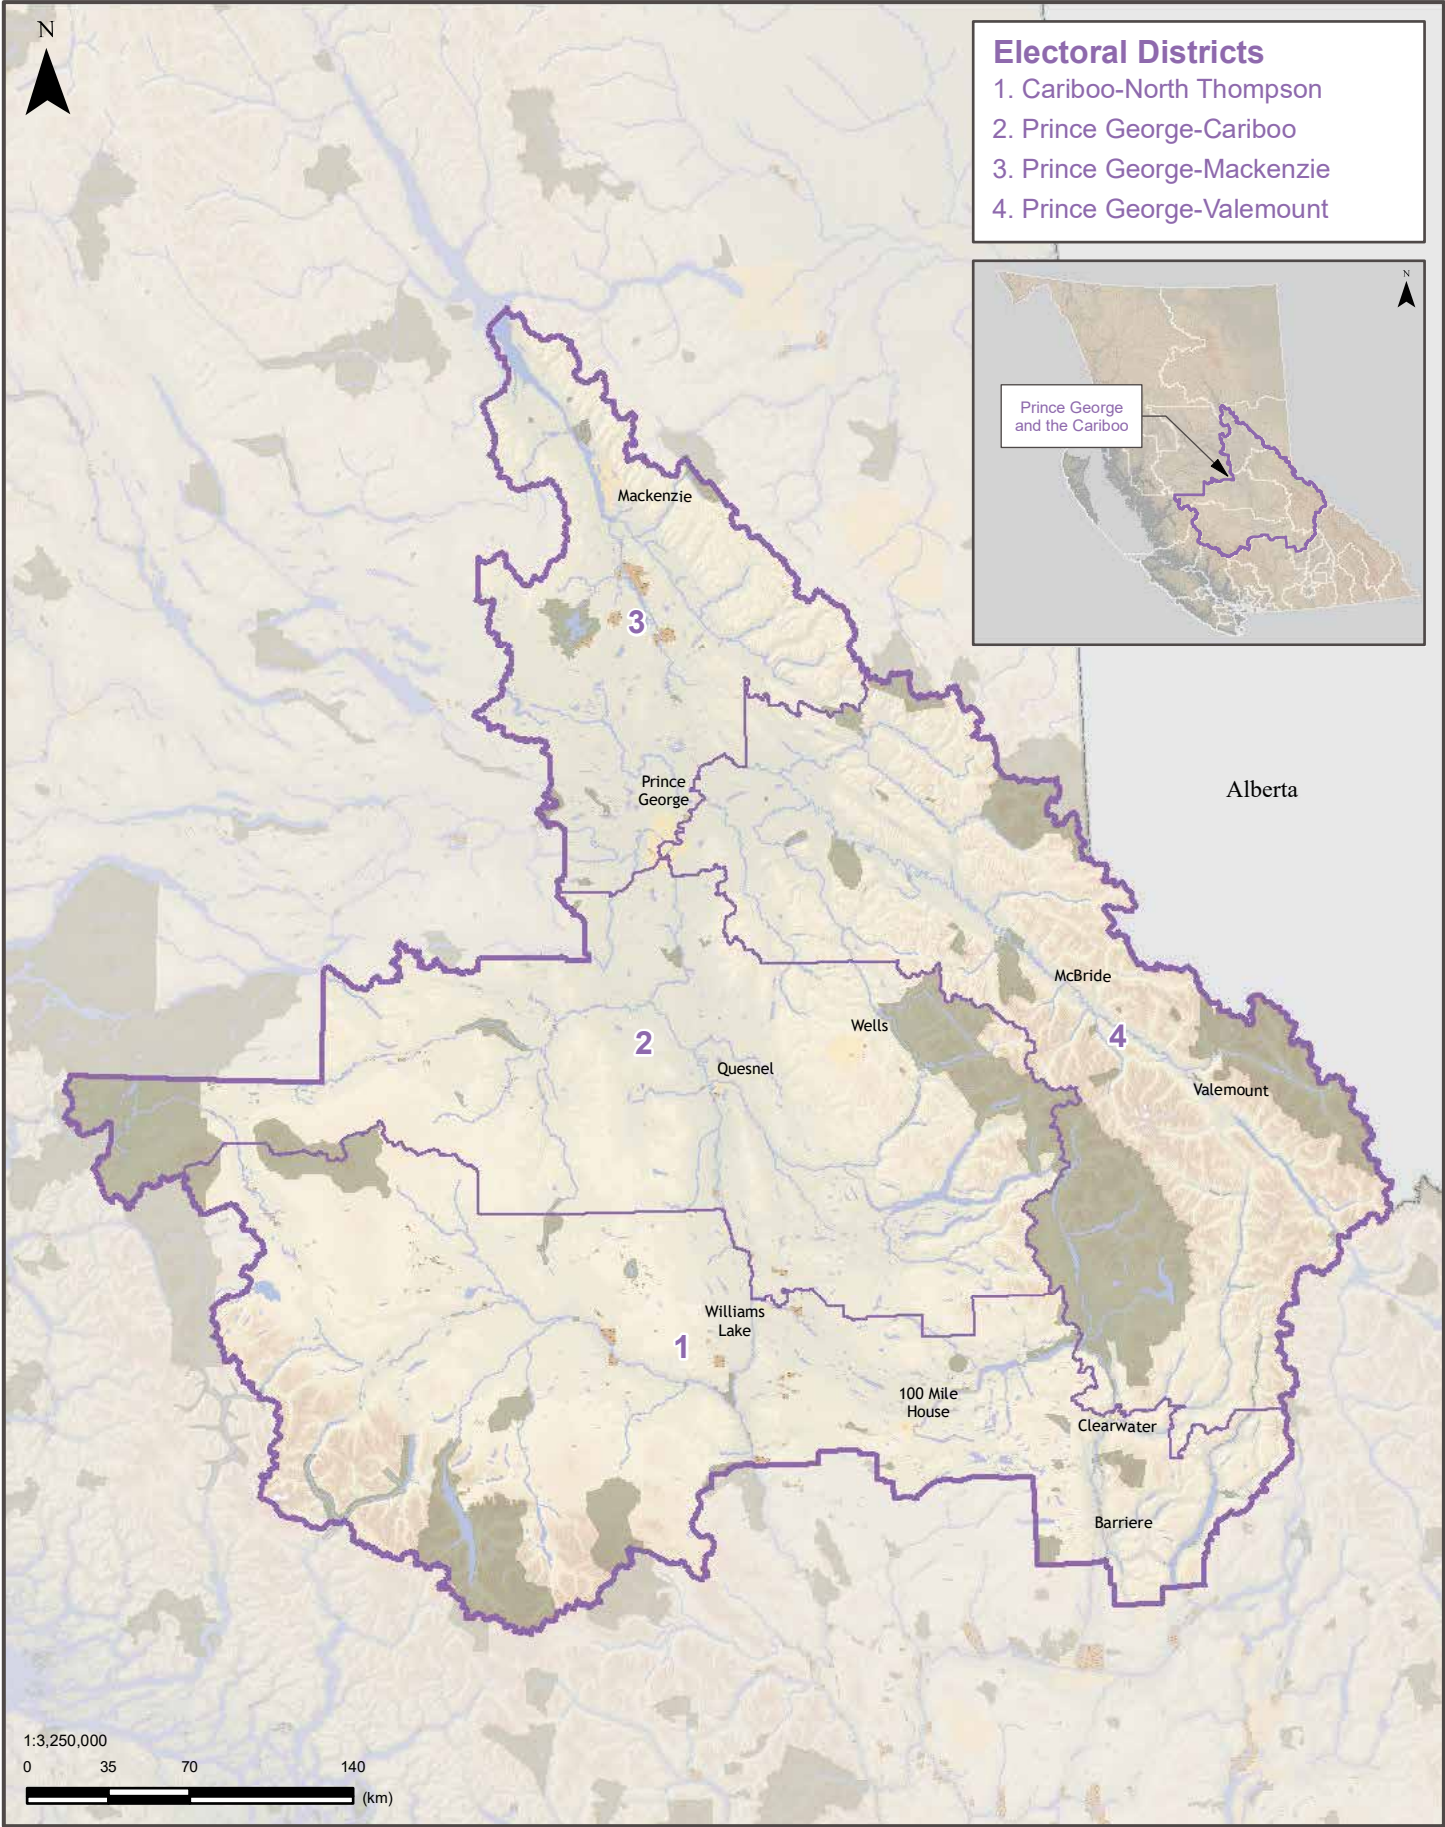 N
Electoral Districts
1. Cariboo-North Thompson
2. Prince George-Cariboo
3. Prince George-Mackenzie
4. Prince George-Valemount
N
Prince George
and the Cariboo
Mackenzie
3
Prince
George
Alberta
McBride
Wells
4
2
Quesnel
Valemount
Williams
Lake
1
100 Mile
House
Clearwater
Barriere
1:3,250,000
0 35 70 140
(km)